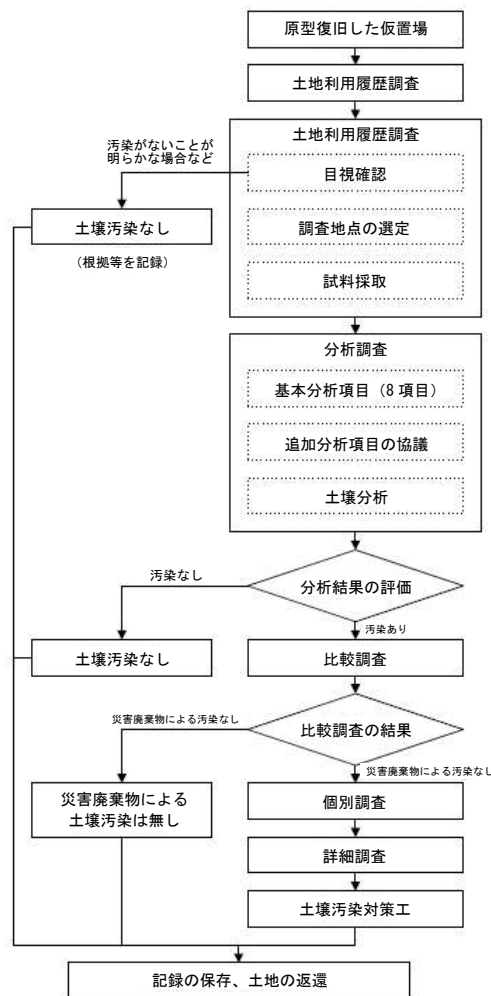 原型復旧した仮置場
土地利用履歴調査
土地利用履歴調査
汚染がないことが
明らかな場合など
目視確認
土壌汚染なし
調査地点の選定
（根拠等を記録）
試料採取
分析調査
基本分析項目（8 項目）
追加分析項目の協議
土壌分析
汚染なし
分析結果の評価
汚染あり
土壌汚染なし
比較調査
災害廃棄物による汚染なし
比較調査の結果
災害廃棄物による汚染なし
災害廃棄物による
土壌汚染は無し
個別調査
詳細調査
土壌汚染対策工
記録の保存、土地の返還